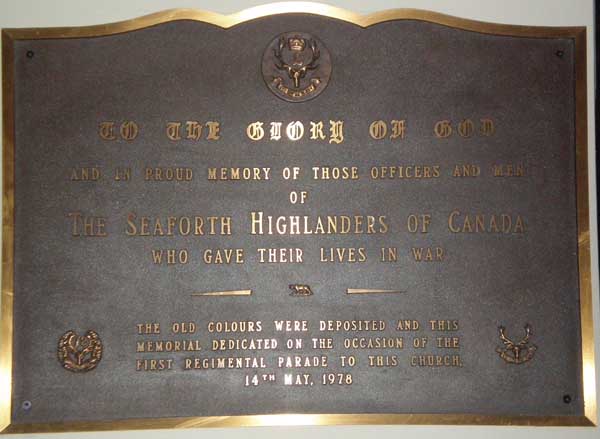 TO THE GLORY OF GOD
AND IN PROUD MEMORY OF THOSE OFFICERS AND MEN
OF
THE SEAFORTH HIGHLANDERS OF CANADA
WHO GAVE THEIR LIVES IN WAR
THE OLD COLOURS WERE DEPOSITED AND THIS
MEMORIAL DEDICATED ON THE OCCASION OF THE
FIRST REGIMENTAL PARADE TO THIS CHURCH,
14TH MAY, 1978